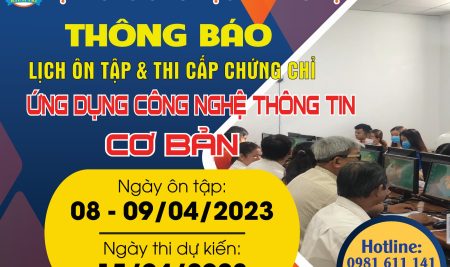 THÔNG BÁO
LỊCH ÔN TẬP & THI CẤP CHỨNG CHỈ
ỨNG DỤNG CÔNG NGHỆ THÔNG TIN
CƠ BẢN
Ngày ôn tập:
08 - 09/04/2023
Ngày thi dự kiến:
Hotline:
0981 611 141